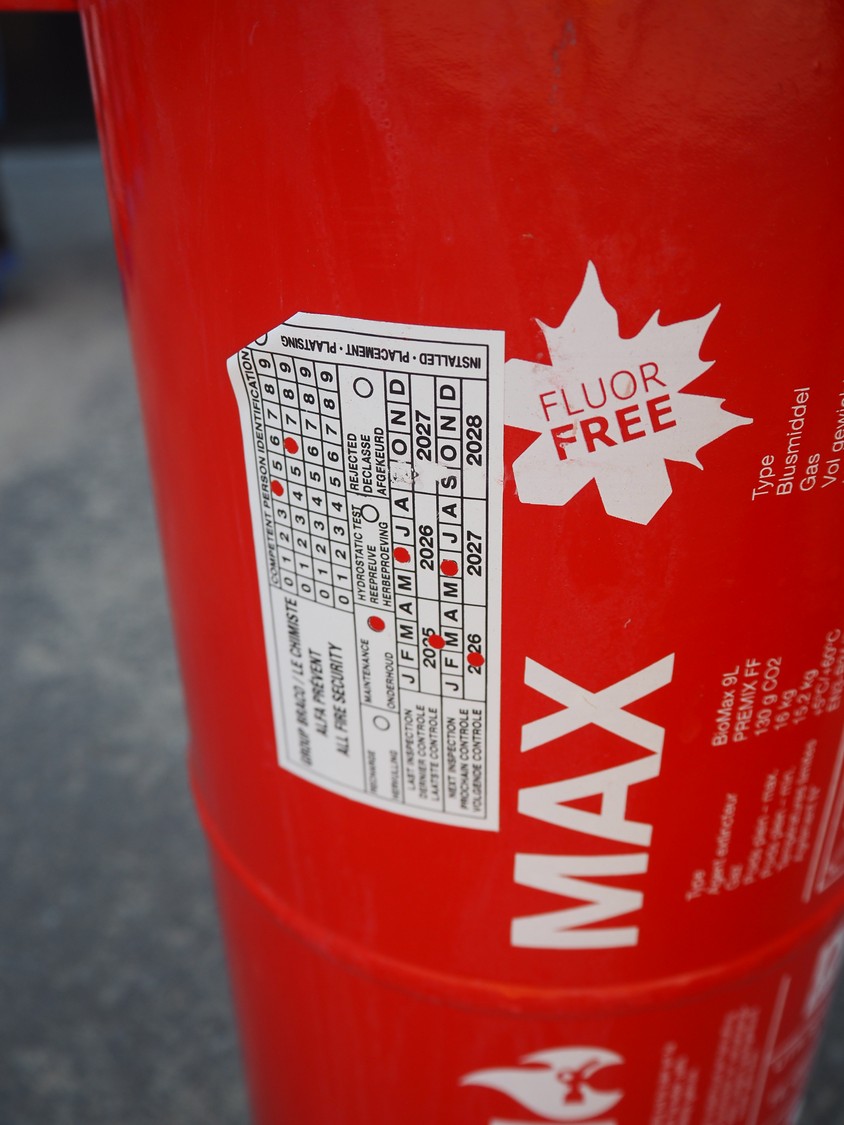 GROUP BRACO / LE CHIMISTE
ALFA PRÉVENT
ALL FIRE SECURITY
COMPETENT PERSON IDENTIFICATION
0 1 2 3 5 6 7 8 9
0 1 2 3 4 5 7 8 9
0 1 2 3 4 5 6 7 8 9
0 1 2 3 4 5 6 7 8 9
RECHARGE
HERVULLING
MAINTENANCE
ONDERHOUD
HYDROSTATIC TEST
REEPREUVE
HERBEPROEVING
REJECTED
DECLASSE
AFGEKEURD
LAST INSPECTION
DERNIER CONTROLE
LAATSTE CONTROLE
J F M A M J A O N D
2025 2026 2027
NEXT INSPECTION
PROCHAIN CONTROLE
VOLGENDE CONTROLE
J F M A M J A S O N D
2026 2027 2028
INSTALLED • PLACEMENT • PLAATSING
FLUOR
FREE
MAX
Type
Agent extincteur
Gaz
BioMax 9L
PREMIX FF
130 g CO2
16 kg
15,2 kg
Type
Blusmiddel
Gas